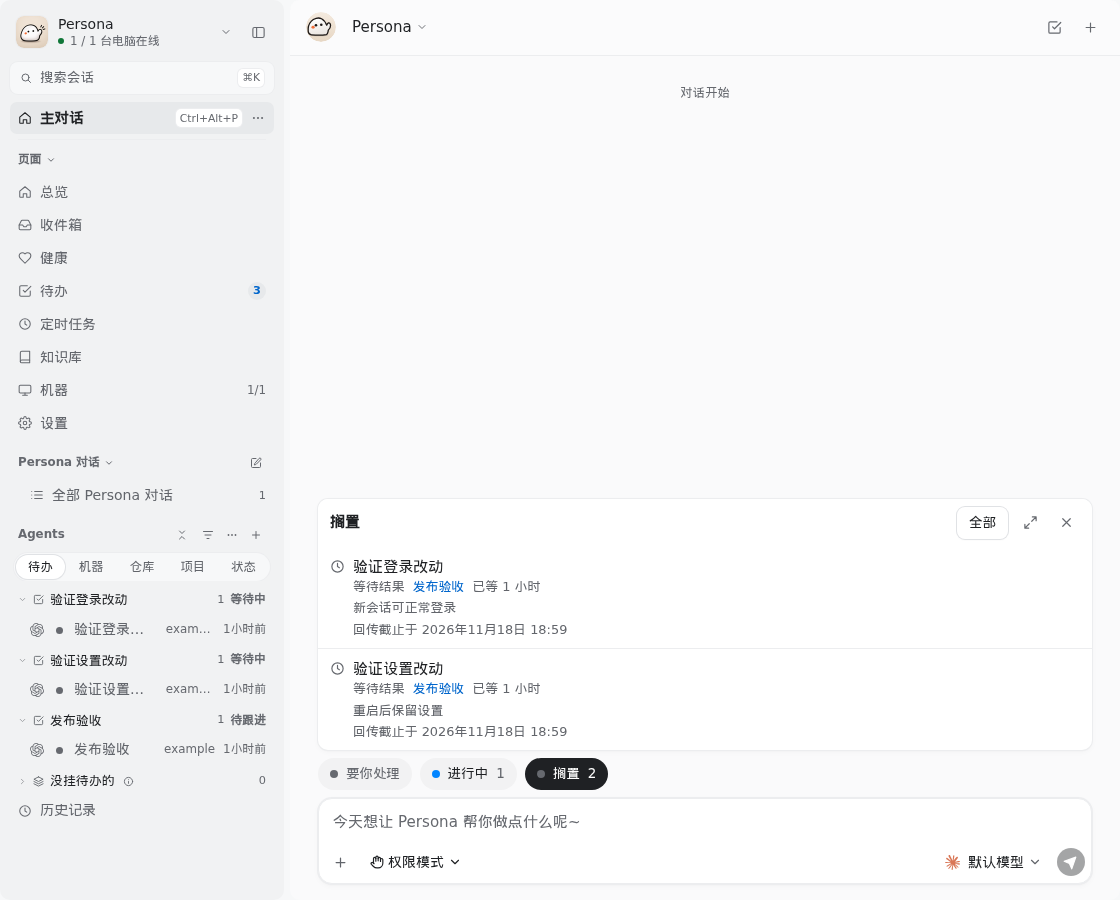 Persona
1 / 1 台电脑在线
搜索会话 ⌘K
主对话 Ctrl+Alt+P
页面
总览
收件箱
健康
待办 3
定时任务
知识库
机器 1/1
设置
Persona 对话
全部 Persona 对话 1
Agents
待办 机器 仓库 项目 状态
验证登录改动 1 等待中
验证登录… exam… 1小时前
验证设置改动 1 等待中
验证设置… exam… 1小时前
发布验收 1 待跟进
发布验收 example 1小时前
没挂待办的 0
历史记录
Persona
对话开始
搁置 全部
验证登录改动
等待结果 发布验收 已等 1 小时
新会话可正常登录
回传截止于 2026年11月18日 18:59
验证设置改动
等待结果 发布验收 已等 1 小时
重启后保留设置
回传截止于 2026年11月18日 18:59
要你处理 进行中 1 搁置 2
今天想让 Persona 帮你做点什么呢~
权限模式 默认模型